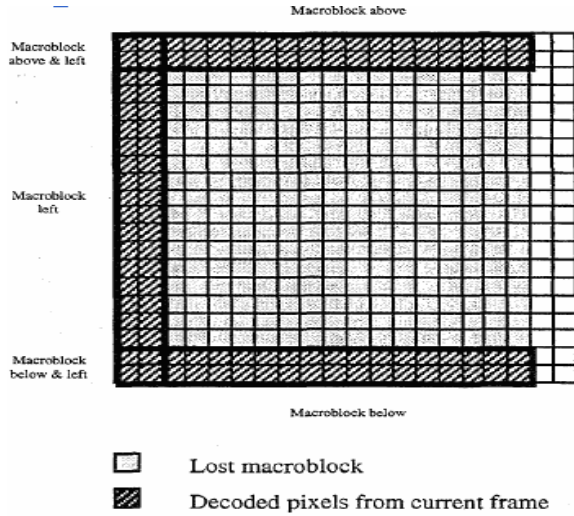 Macroblock above
Macroblock
above & left
Macroblock
left
Macroblock
below & left
Macroblock below
Lost macroblock
Decoded pixels from current frame